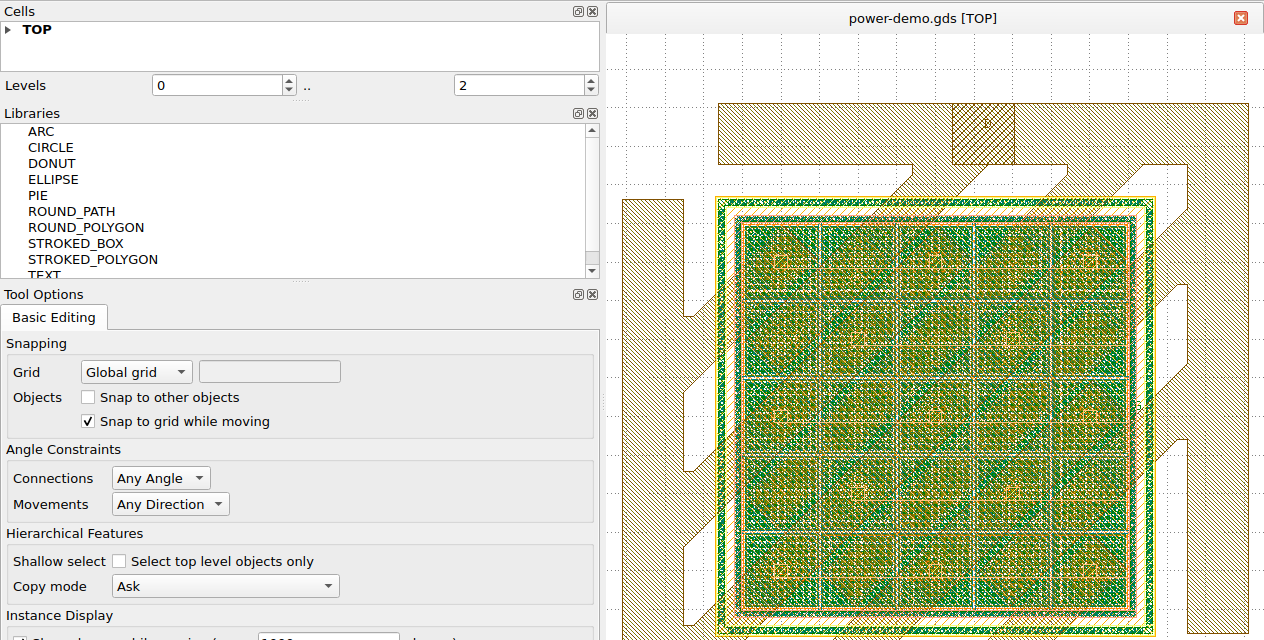 Cells
TOP
Levels 0 .. 2
Libraries
ARC
CIRCLE
DONUT
ELLIPSE
PIE
ROUND_PATH
ROUND_POLYGON
STROKED_BOX
STROKED_POLYGON
TEXT
Tool Options
Basic Editing
Snapping
Grid Global grid
Objects Snap to other objects
Snap to grid while moving
Angle Constraints
Connections Any Angle
Movements Any Direction
Hierarchical Features
Shallow select Select top level objects only
Copy mode Ask
Instance Display
power-demo.gds [TOP]
D